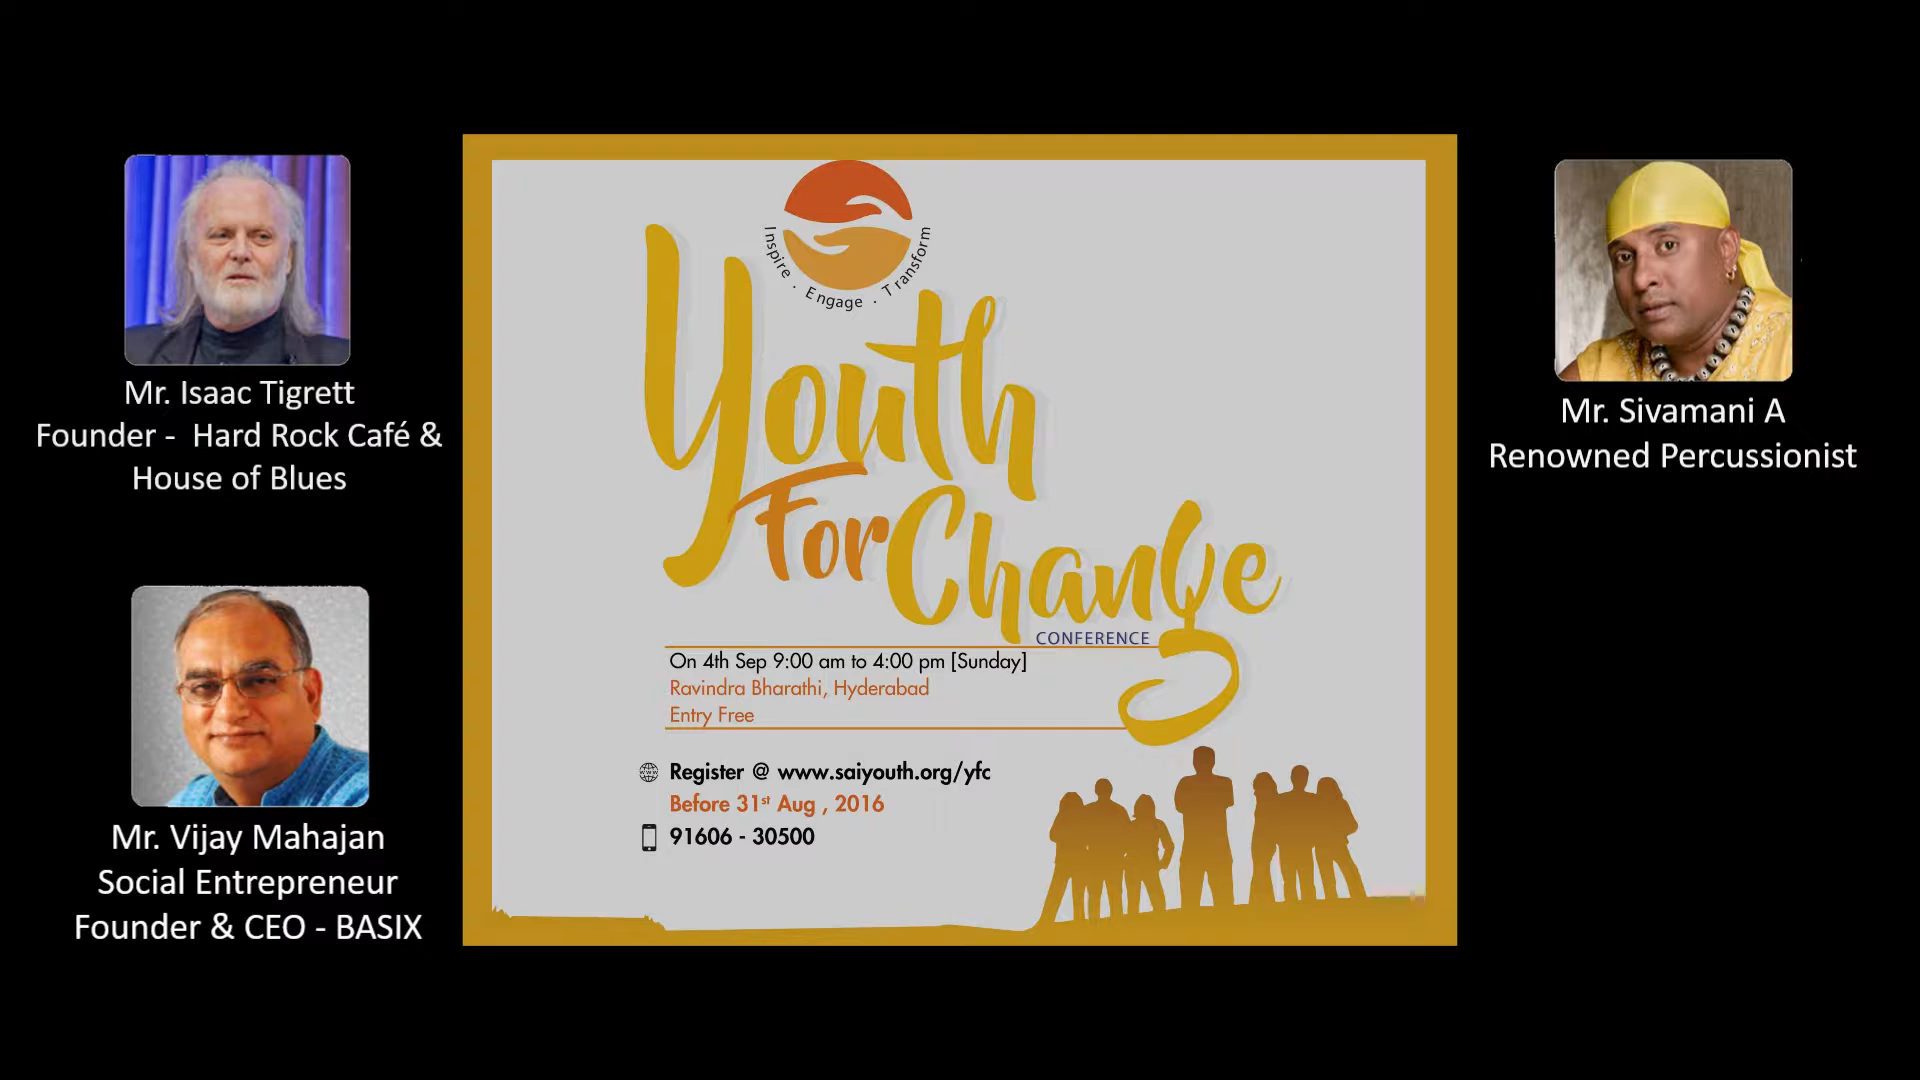 Mr. Isaac Tigrett
Founder -  Hard Rock Café &
House of Blues
Mr. Vijay Mahajan
Social Entrepreneur
Founder & CEO - BASIX
Inspire . Engage . Transform
Youth
For Change
CONFERENCE
On 4th Sep 9:00 am to 4:00 pm [Sunday]
Ravindra Bharathi, Hyderabad
Entry Free
Register @ www.saiyouth.org/yfc
Before 31st Aug , 2016
91606 - 30500
Mr. Sivamani A
Renowned Percussionist